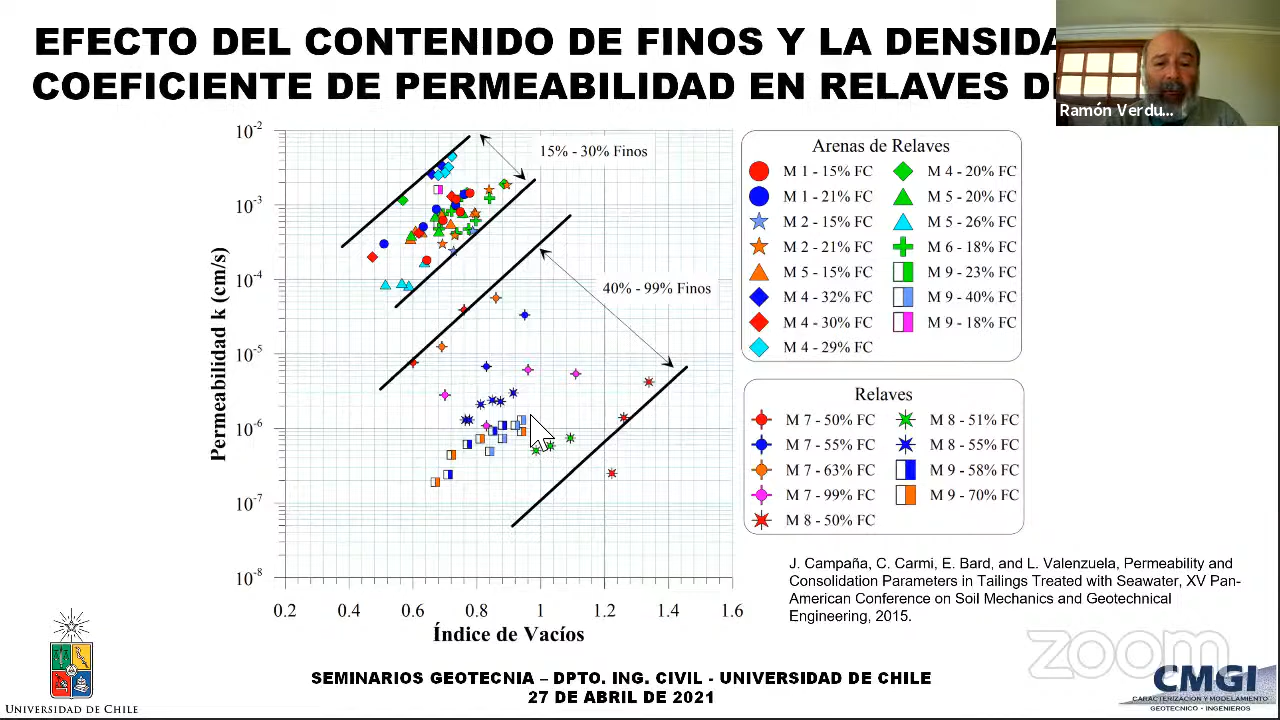 EFECTO DEL CONTENIDO DE FINOS Y LA DENSIDA
COEFICIENTE DE PERMEABILIDAD EN RELAVES D
Ramón Verdu...
10-2
10-3
10-4
10-5
10-6
10-7
10-8
Permeabilidad k (cm/s)
15% - 30% Finos
40% - 99% Finos
0.2 0.4 0.6 0.8 1 1.2 1.4 1.6
Índice de Vacíos
Arenas de Relaves
M 1 - 15% FC M 4 - 20% FC
M 1 - 21% FC M 5 - 20% FC
M 2 - 15% FC M 5 - 26% FC
M 2 - 21% FC M 6 - 18% FC
M 5 - 15% FC M 9 - 23% FC
M 4 - 32% FC M 9 - 40% FC
M 4 - 30% FC M 9 - 18% FC
M 4 - 29% FC
Relaves
M 7 - 50% FC M 8 - 51% FC
M 7 - 55% FC M 8 - 55% FC
M 7 - 63% FC M 9 - 58% FC
M 7 - 99% FC M 9 - 70% FC
M 8 - 50% FC
J. Campaña, C. Carmi, E. Bard, and L. Valenzuela, Permeability and
Consolidation Parameters in Tailings Treated with Seawater, XV Pan-
American Conference on Soil Mechanics and Geotechnical
Engineering, 2015.
zoom
UNIVERSIDAD DE CHILE
SEMINARIOS GEOTECNIA – DPTO. ING. CIVIL - UNIVERSIDAD DE CHILE
27 DE ABRIL DE 2021
CMGI
CARACTERIZACION Y MODELAMIENTO
GEOTECNICO - INGENIEROS